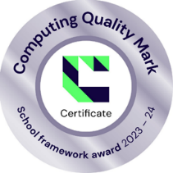 Computing Quality Mark
Certificate
School framework award 2023 - 24